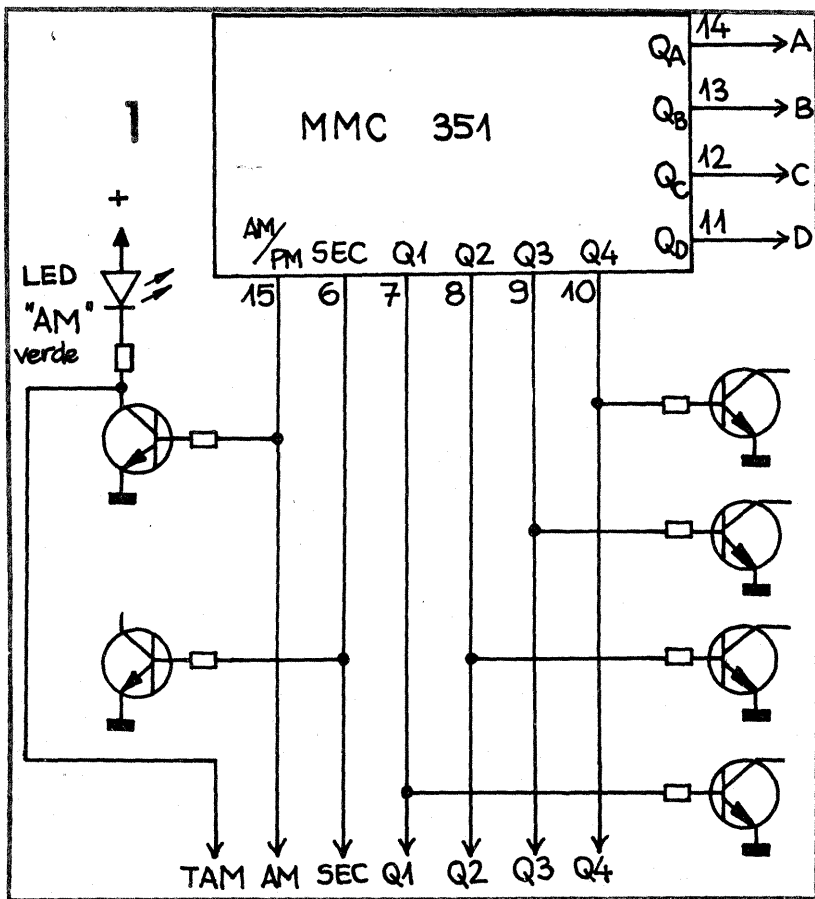 1
MMC 351
14
QA
A
13
QB
B
12
QC
C
11
QD
D
AM/PM SEC Q1 Q2 Q3 Q4
15 6 7 8 9 10
+
LED
"AM"
verde
TAM AM SEC Q1 Q2 Q3 Q4